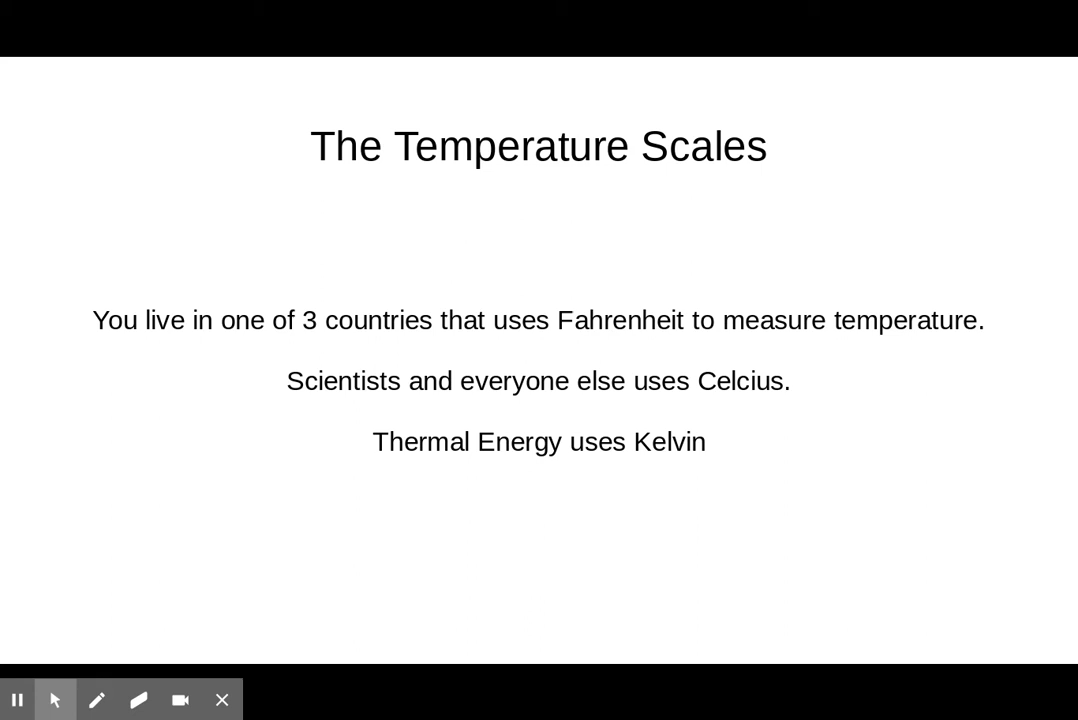 The Temperature Scales
You live in one of 3 countries that uses Fahrenheit to measure temperature.
Scientists and everyone else uses Celcius.
Thermal Energy uses Kelvin